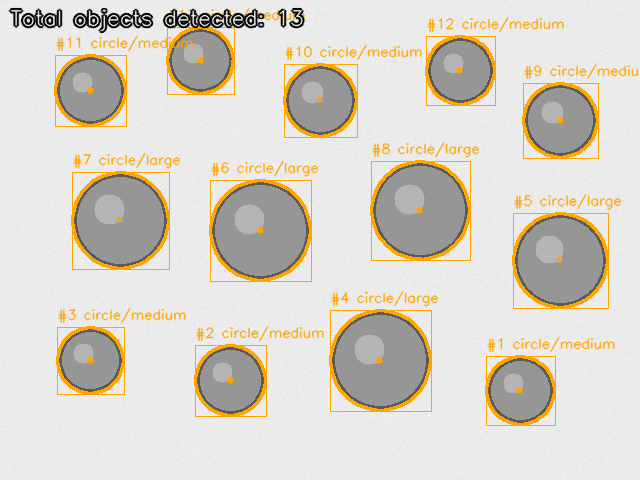 Total objects detected: 13
#12 circle/medium
#11 circle/medium
#10 circle/medium
#9 circle/mediu
#8 circle/large
#7 circle/large
#6 circle/large
#5 circle/large
#4 circle/large
#3 circle/medium
#2 circle/medium
#1 circle/medium